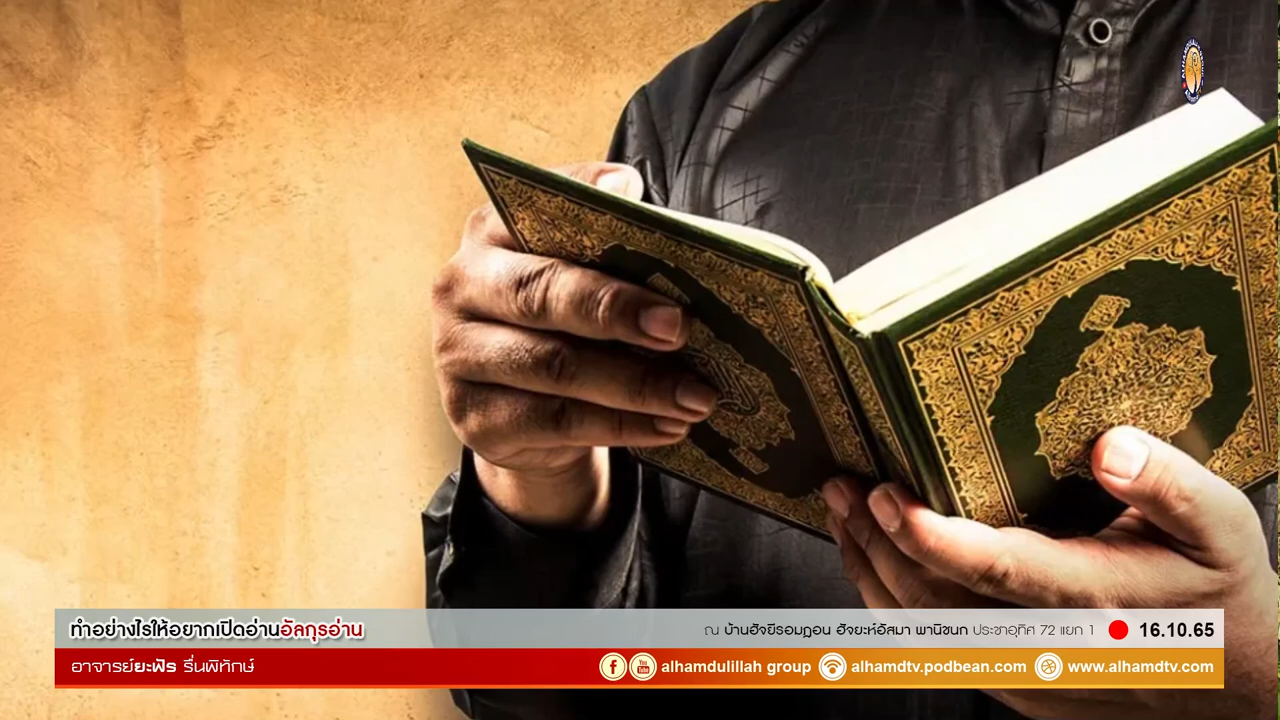 ทำอย่างไรให้อยากเปิดอ่านอัลกุรอ่าน
ณ บ้านฮัจยีรอมฎอน ฮัจยะห์อัสมา พานิชนก ประชาอุทิศ 72 แยก 1 16.10.65
อาจารย์ยะฟัร รื่นพิทักษ์
alhamdulillah group alhamdtv.podbean.com www.alhamdtv.com